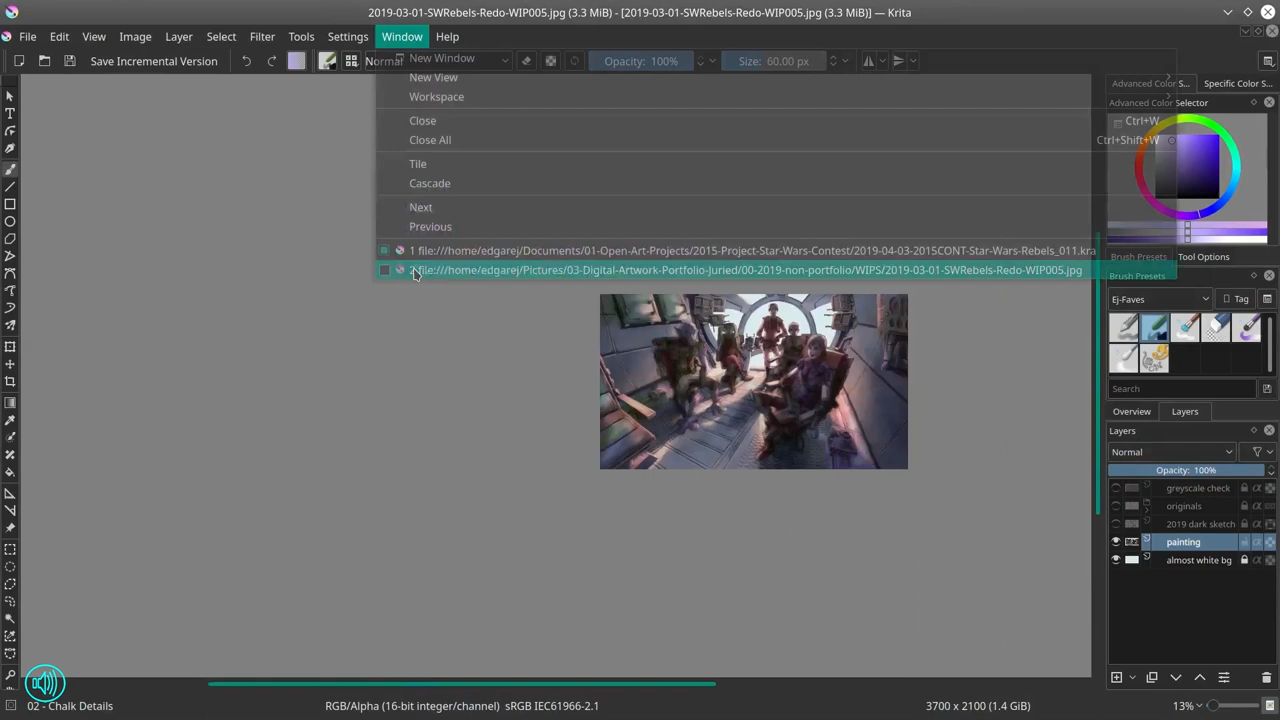 2019-03-01-SWRebels-Redo-WIP005.jpg (3.3 MiB) - [2019-03-01-SWRebels-Redo-WIP005.jpg (3.3 MiB)] — Krita
File Edit View Image Layer Select Filter Tools Settings Window Help
Save Incremental Version Normal Opacity: 100% Size: 60.00 px
New Window
New View
Workspace
Close Ctrl+W
Close All Ctrl+Shift+W
Tile
Cascade
Next
Previous
1 file:///home/edgarej/Documents/01-Open-Art-Projects/2015-Project-Star-Wars-Contest/2019-04-03-2015CONT-Star-Wars-Rebels_011.kra
2 file:///home/edgarej/Pictures/03-Digital-Artwork-Portfolio-Juried/00-2019-non-portfolio/WIPS/2019-03-01-SWRebels-Redo-WIP005.jpg
Advanced Color S... Specific Color S...
Advanced Color Selector
Brush Presets Tool Options
Brush Presets
Ej-Faves Tag
Search
Overview Layers
Layers
Normal
Opacity: 100%
greyscale check
originals
2019 dark sketch
painting
almost white bg
02 - Chalk Details RGB/Alpha (16-bit integer/channel) sRGB IEC61966-2.1 3700 x 2100 (1.4 GiB) 13%